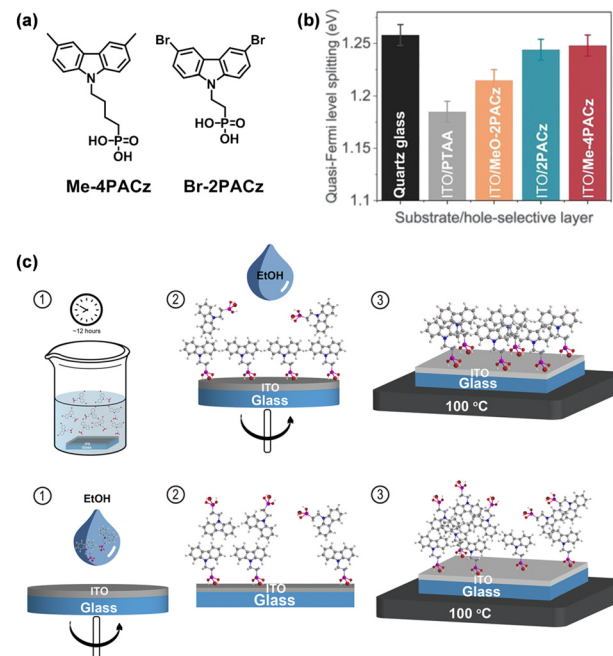 (a)
N
O
HO-P
OH
Me-4PACz
Br
Br
N
HO-P=O
OH
Br-2PACz
(b)
Quasi-Fermi level splitting (eV)
1.25
1.2
1.15
1.1
Quartz glass
ITO/PTAA
ITO/MeO-2PACz
ITO/2PACz
ITO/Me-4PACz
Substrate/hole-selective layer
(c)
1
~12 hours
2
EtOH
ITO
Glass
3
ITO
Glass
100 °C
1
EtOH
ITO
Glass
2
ITO
Glass
3
ITO
Glass
100 °C